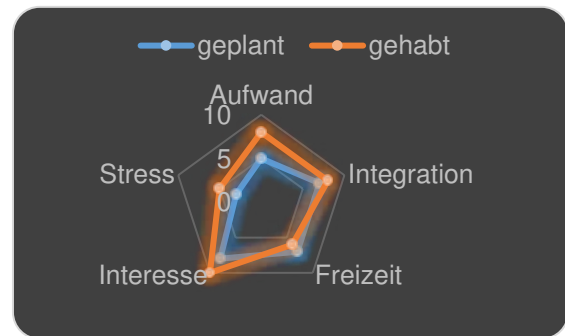 geplant gehabt
Aufwand
10
5
0
Integration
Freizeit
Interesse
Stress